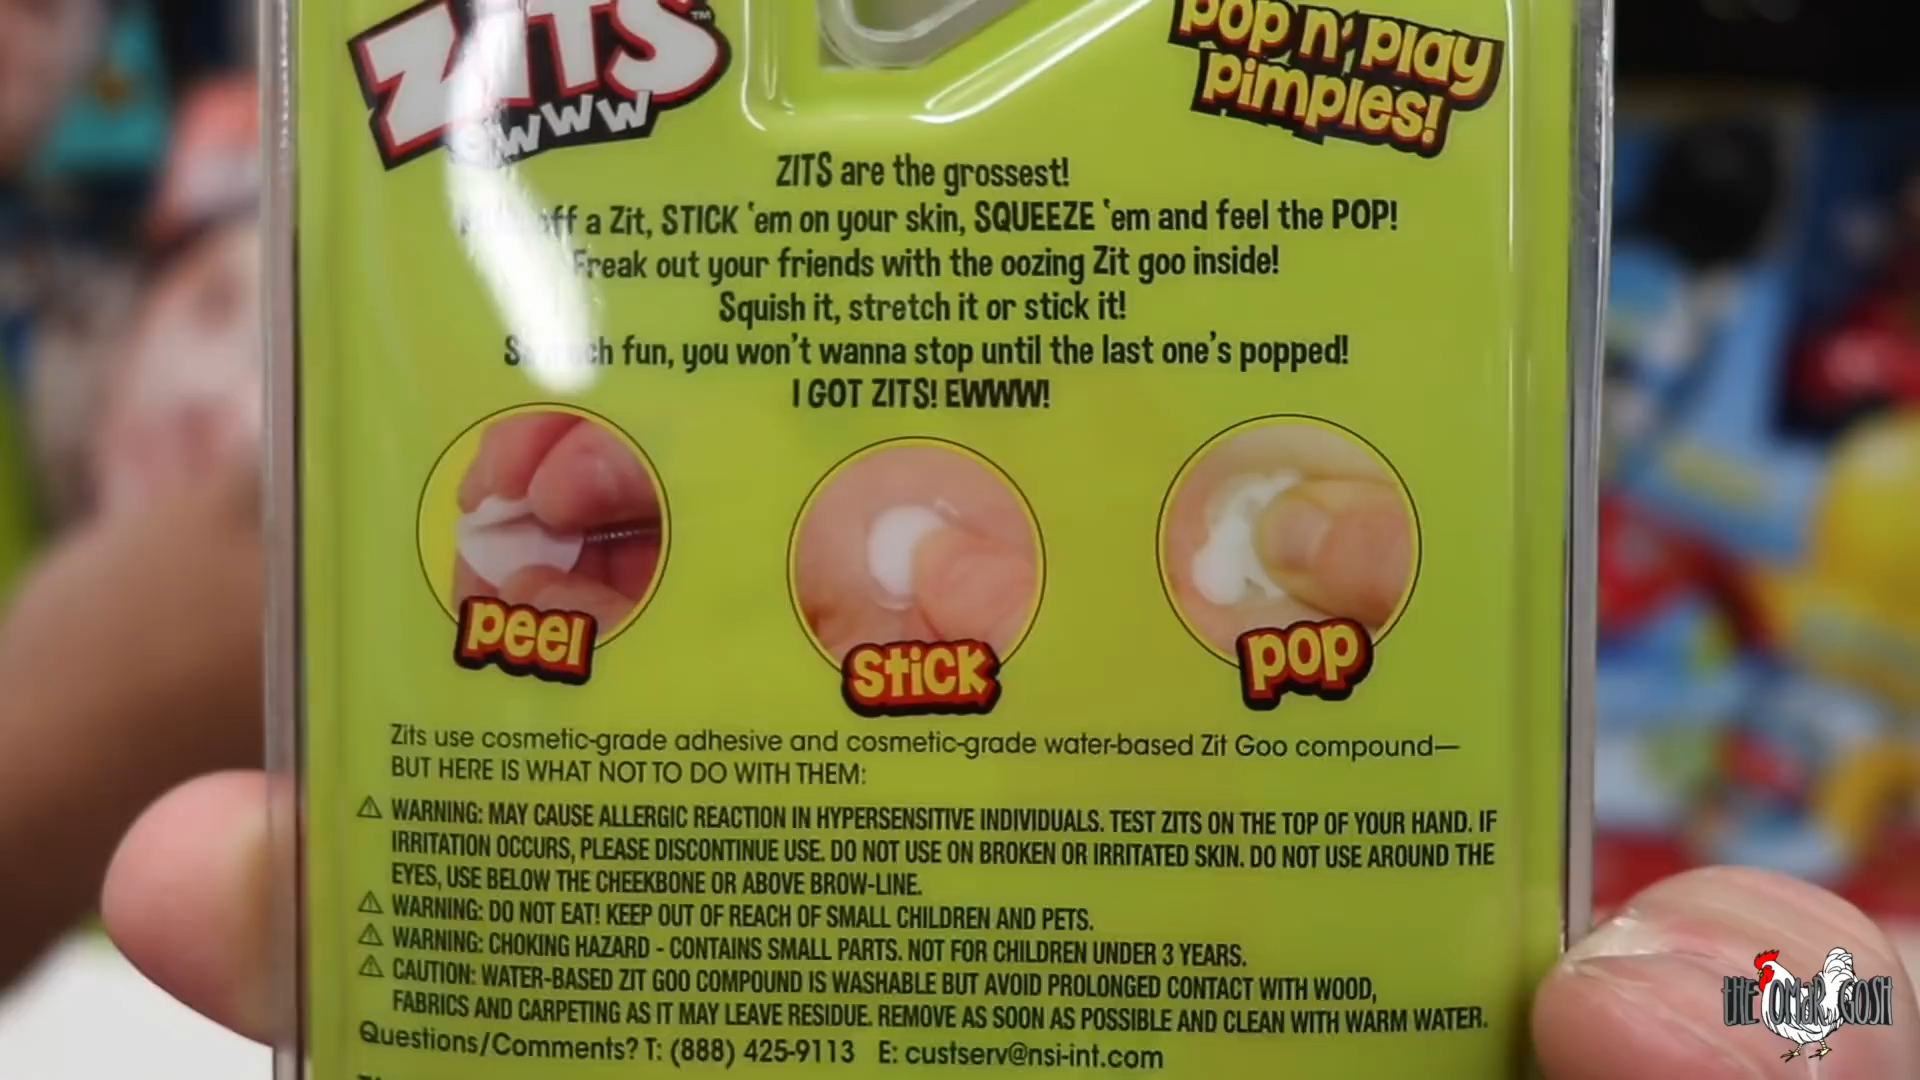 ZITS™
ewww
pop n' play
pimples!
ZITS are the grossest!
off a Zit, STICK 'em on your skin, SQUEEZE 'em and feel the POP!
Freak out your friends with the oozing Zit goo inside!
Squish it, stretch it or stick it!
So much fun, you won't wanna stop until the last one's popped!
I GOT ZITS! EWWW!
peel
stick
pop
Zits use cosmetic-grade adhesive and cosmetic-grade water-based Zit Goo compound—
BUT HERE IS WHAT NOT TO DO WITH THEM:
⚠ WARNING: MAY CAUSE ALLERGIC REACTION IN HYPERSENSITIVE INDIVIDUALS. TEST ZITS ON THE TOP OF YOUR HAND. IF
IRRITATION OCCURS, PLEASE DISCONTINUE USE. DO NOT USE ON BROKEN OR IRRITATED SKIN. DO NOT USE AROUND THE
EYES, USE BELOW THE CHEEKBONE OR ABOVE BROW-LINE.
⚠ WARNING: DO NOT EAT! KEEP OUT OF REACH OF SMALL CHILDREN AND PETS.
⚠ WARNING: CHOKING HAZARD - CONTAINS SMALL PARTS. NOT FOR CHILDREN UNDER 3 YEARS.
⚠ CAUTION: WATER-BASED ZIT GOO COMPOUND IS WASHABLE BUT AVOID PROLONGED CONTACT WITH WOOD,
FABRICS AND CARPETING AS IT MAY LEAVE RESIDUE. REMOVE AS SOON AS POSSIBLE AND CLEAN WITH WARM WATER.
Questions/Comments? T: (888) 425-9113 E: custserv@nsi-int.com
THE OMAR GOSH